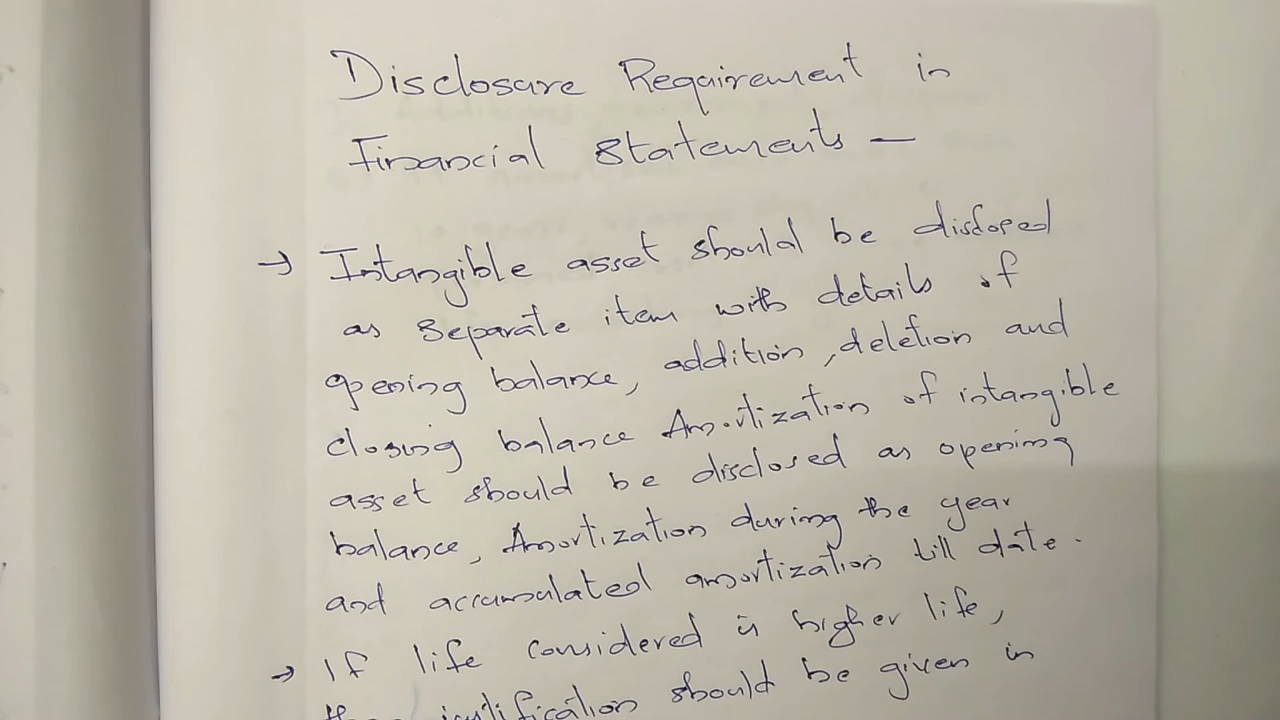 Disclosure Requirement in
Financial Statements —
→ Intangible asset should be disclosed
as separate item with details of
opening balance, addition, deletion and
closing balance Amortization of intangible
asset should be disclosed as opening
balance, Amortization during the year
and accumulated amortization till date.
→ If life considered is higher life,
then justification should be given in